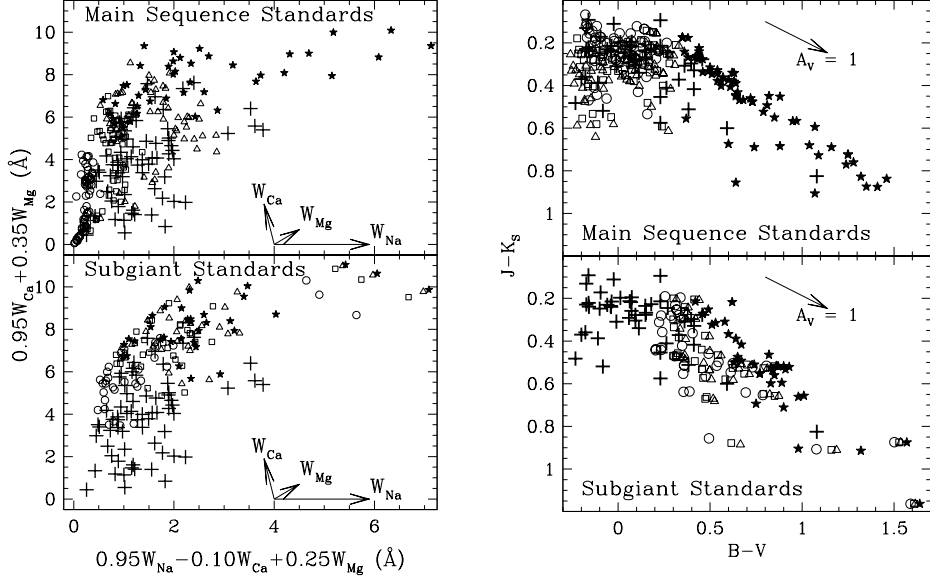 Main Sequence Standards
10
8
6
4
2
0
W_Ca
W_Mg
W_Na
Subgiant Standards
10
8
6
4
2
0
W_Ca
W_Mg
W_Na
0 2 4 6
0.95W_Na−0.10W_Ca+0.25W_Mg (Å)
0.95W_Ca+0.35W_Mg (Å)
0.2
0.4
0.6
0.8
1
A_V = 1
Main Sequence Standards
0.2
0.4
0.6
0.8
1
A_V = 1
Subgiant Standards
0 0.5 1 1.5
B−V
J−K_S